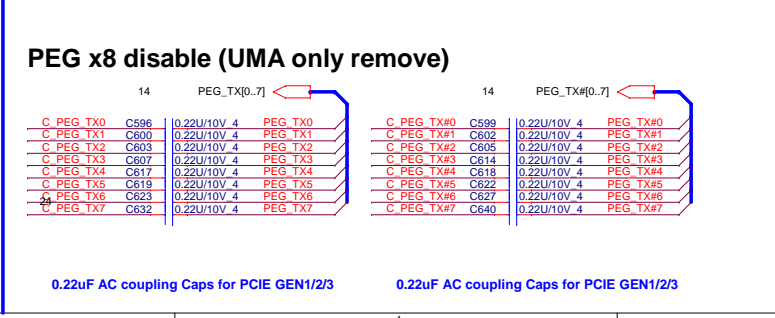 PEG x8 disable (UMA only remove)
14 PEG_TX[0..7] 14 PEG_TX#[0..7]
C_PEG_TX0 C596 0.22U/10V_4 PEG_TX0 C_PEG_TX#0 C599 0.22U/10V_4 PEG_TX#0
C_PEG_TX1 C600 0.22U/10V_4 PEG_TX1 C_PEG_TX#1 C602 0.22U/10V_4 PEG_TX#1
C_PEG_TX2 C603 0.22U/10V_4 PEG_TX2 C_PEG_TX#2 C605 0.22U/10V_4 PEG_TX#2
C_PEG_TX3 C607 0.22U/10V_4 PEG_TX3 C_PEG_TX#3 C614 0.22U/10V_4 PEG_TX#3
C_PEG_TX4 C617 0.22U/10V_4 PEG_TX4 C_PEG_TX#4 C618 0.22U/10V_4 PEG_TX#4
C_PEG_TX5 C619 0.22U/10V_4 PEG_TX5 C_PEG_TX#5 C622 0.22U/10V_4 PEG_TX#5
C_PEG_TX6 C623 0.22U/10V_4 PEG_TX6 C_PEG_TX#6 C627 0.22U/10V_4 PEG_TX#6
24
C_PEG_TX7 C632 0.22U/10V_4 PEG_TX7 C_PEG_TX#7 C640 0.22U/10V_4 PEG_TX#7
0.22uF AC coupling Caps for PCIE GEN1/2/3 0.22uF AC coupling Caps for PCIE GEN1/2/3